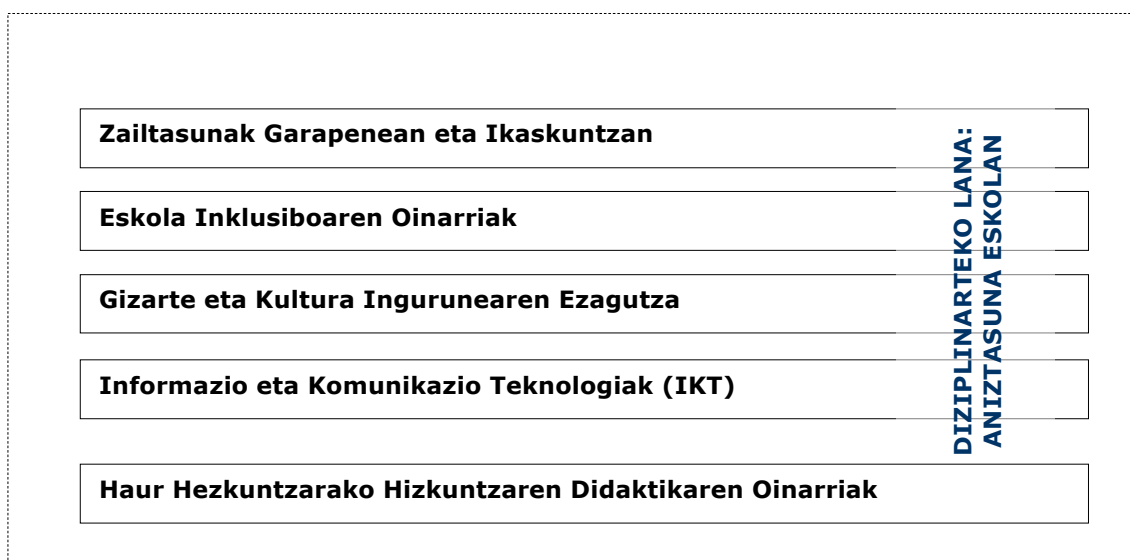 Zailtasunak Garapenean eta Ikaskuntzan
Eskola Inklusiboaren Oinarriak
Gizarte eta Kultura Ingurunearen Ezagutza
Informazio eta Komunikazio Teknologiak (IKT)
Haur Hezkuntzarako Hizkuntzaren Didaktikaren Oinarriak
DIZIPLINARTEKO LANA:
ANIZTASUNA ESKOLAN